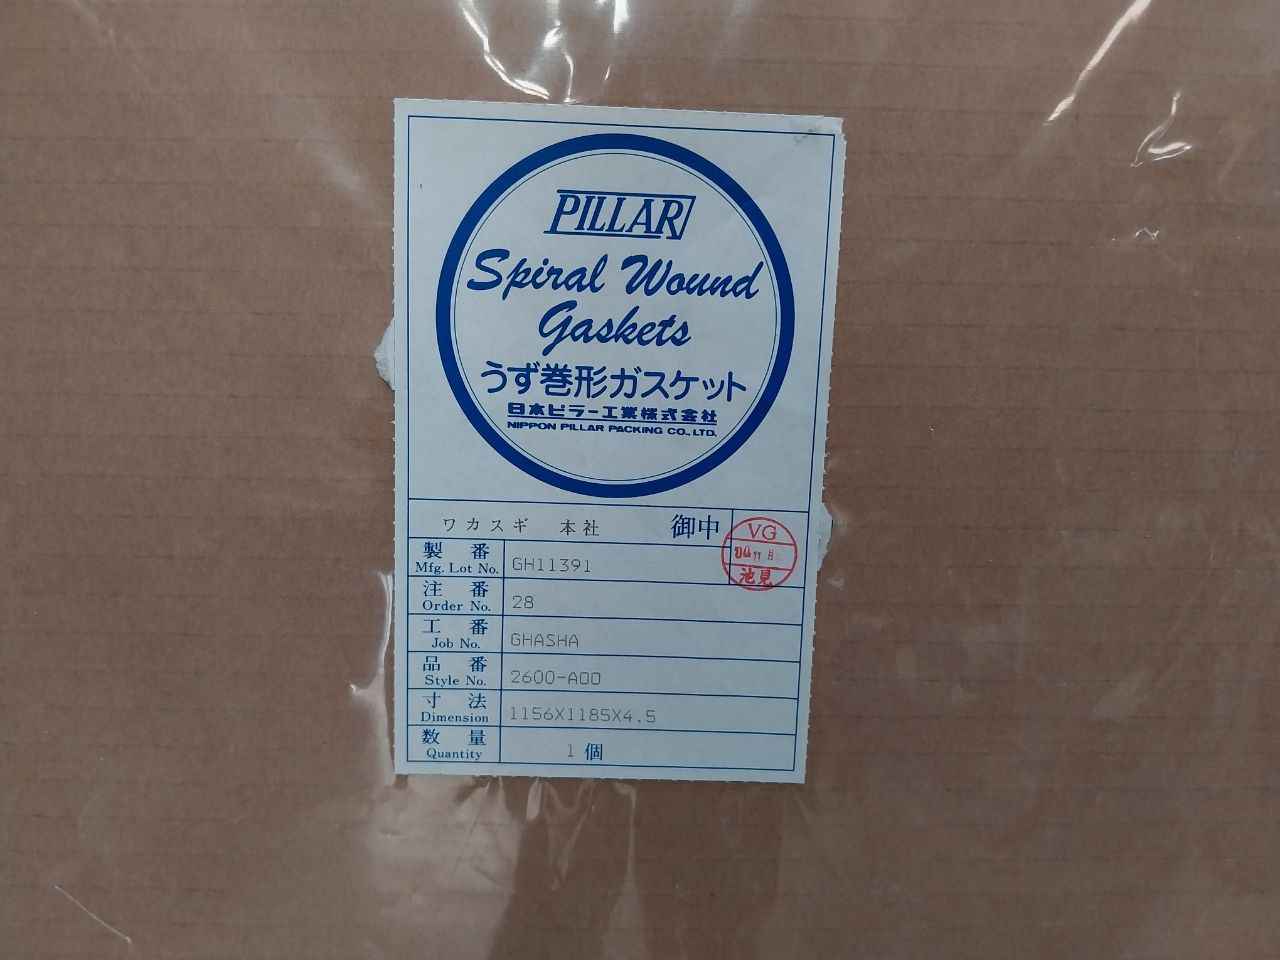 PILLAR
Spiral Wound
Gaskets
うず巻形ガスケット
日本ピラー工業株式会社
NIPPON PILLAR PACKING CO., LTD.
ワカスギ 本社 御中
VG
池見
製番 Mfg. Lot No. GH11391
注番 Order No. 28
工番 Job No. GHASHA
品番 Style No. 2600-A00
寸法 Dimension 1156X1185X4.5
数量 Quantity 1 個